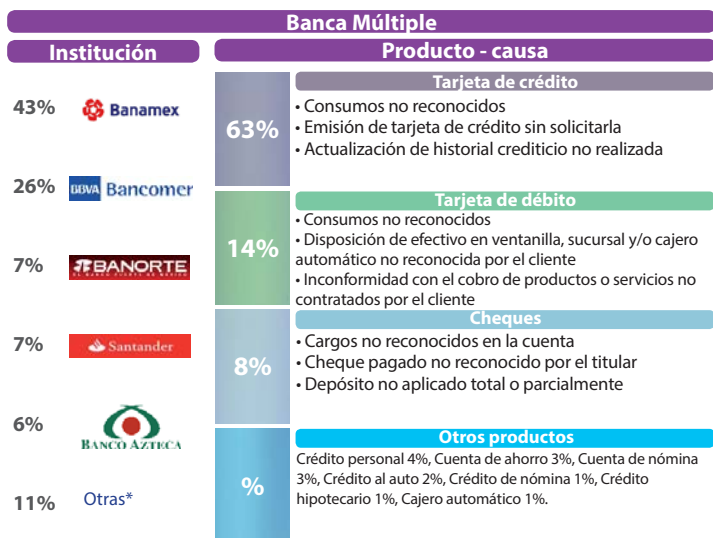 Banca Múltiple
Institución
Producto - causa
43%
Banamex
26%
BBVA Bancomer
7%
BANORTE
EL BANCO FUERTE DE MÉXICO
7%
Santander
6%
BANCO AZTECA
11%
Otras*
63%
Tarjeta de crédito
• Consumos no reconocidos
• Emisión de tarjeta de crédito sin solicitarla
• Actualización de historial crediticio no realizada
14%
Tarjeta de débito
• Consumos no reconocidos
• Disposición de efectivo en ventanilla, sucursal y/o cajero
automático no reconocida por el cliente
• Inconformidad con el cobro de productos o servicios no
contratados por el cliente
8%
Cheques
• Cargos no reconocidos en la cuenta
• Cheque pagado no reconocido por el titular
• Depósito no aplicado total o parcialmente
%
Otros productos
Crédito personal 4%, Cuenta de ahorro 3%, Cuenta de nómina
3%, Crédito al auto 2%, Crédito de nómina 1%, Crédito
hipotecario 1%, Cajero automático 1%.